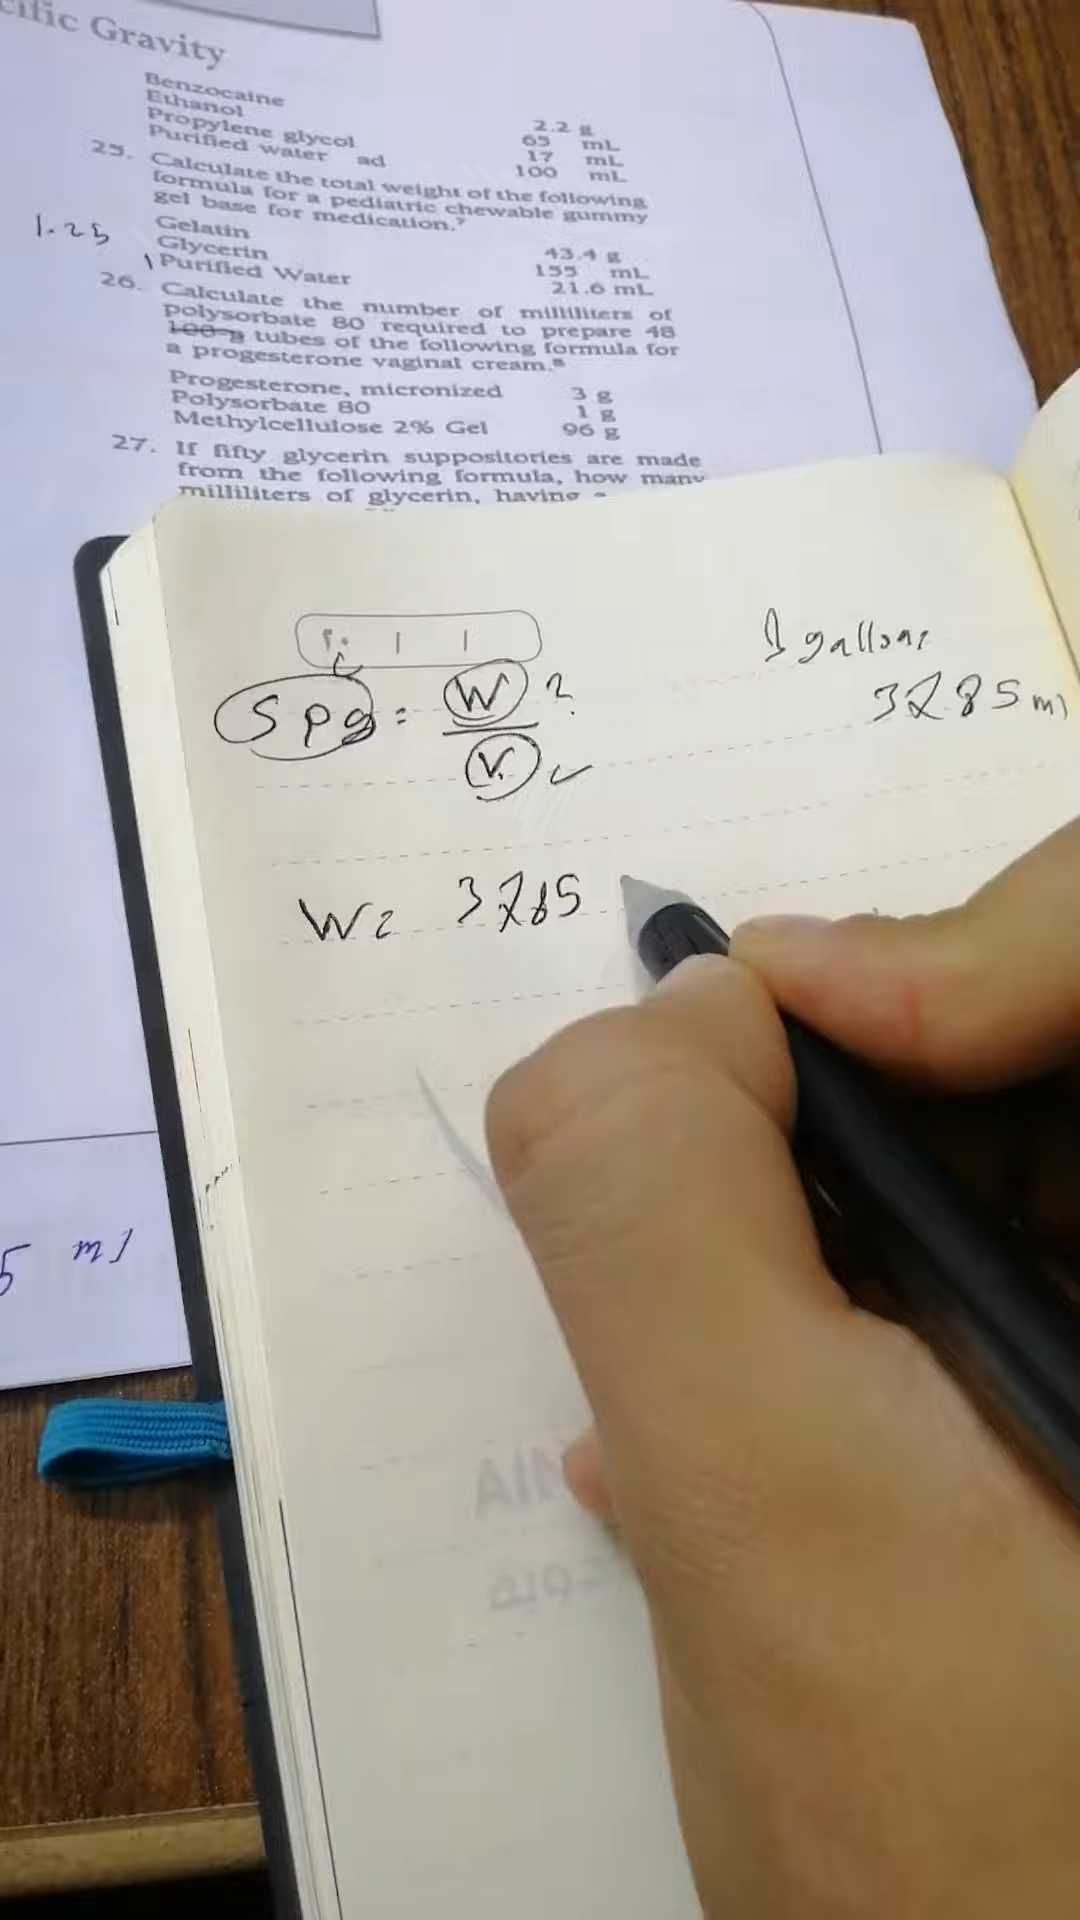 cific Gravity
Benzocaine 2.2 g
Ethanol 65 mL
Propylene glycol 17 mL
Purified water ad 100 mL
25. Calculate the total weight of the following
formula for a pediatric chewable gummy
gel base for medication.⁷
Gelatin 43.4 g
1.25 Glycerin 155 mL
1 Purified Water 21.6 mL
26. Calculate the number of milliliters of
polysorbate 80 required to prepare 48
100-g tubes of the following formula for
a progesterone vaginal cream.⁸
Progesterone, micronized 3 g
Polysorbate 80 1 g
Methylcellulose 2% Gel 96 g
27. If fifty glycerin suppositories are made
from the following formula, how many
milliliters of glycerin, having a
1 gallons
3785 ml
Spg = W ?
V.
W = 3785
5 ml